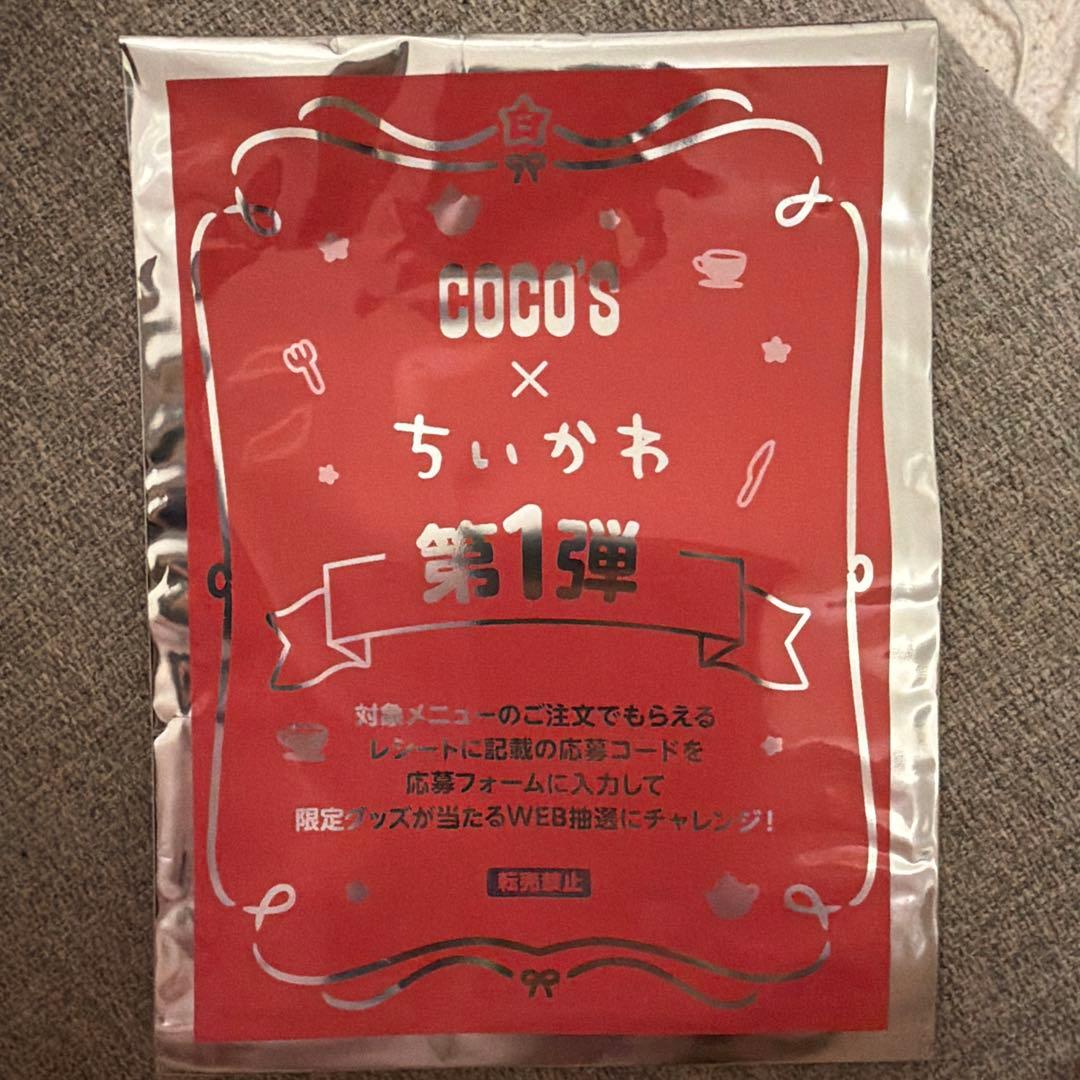 COCO'S
×
ちいかわ
第1弾
対象メニューのご注文でもらえる
レシートに記載の応募コードを
応募フォームに入力して
限定グッズが当たるWEB抽選にチャレンジ!
転売禁止